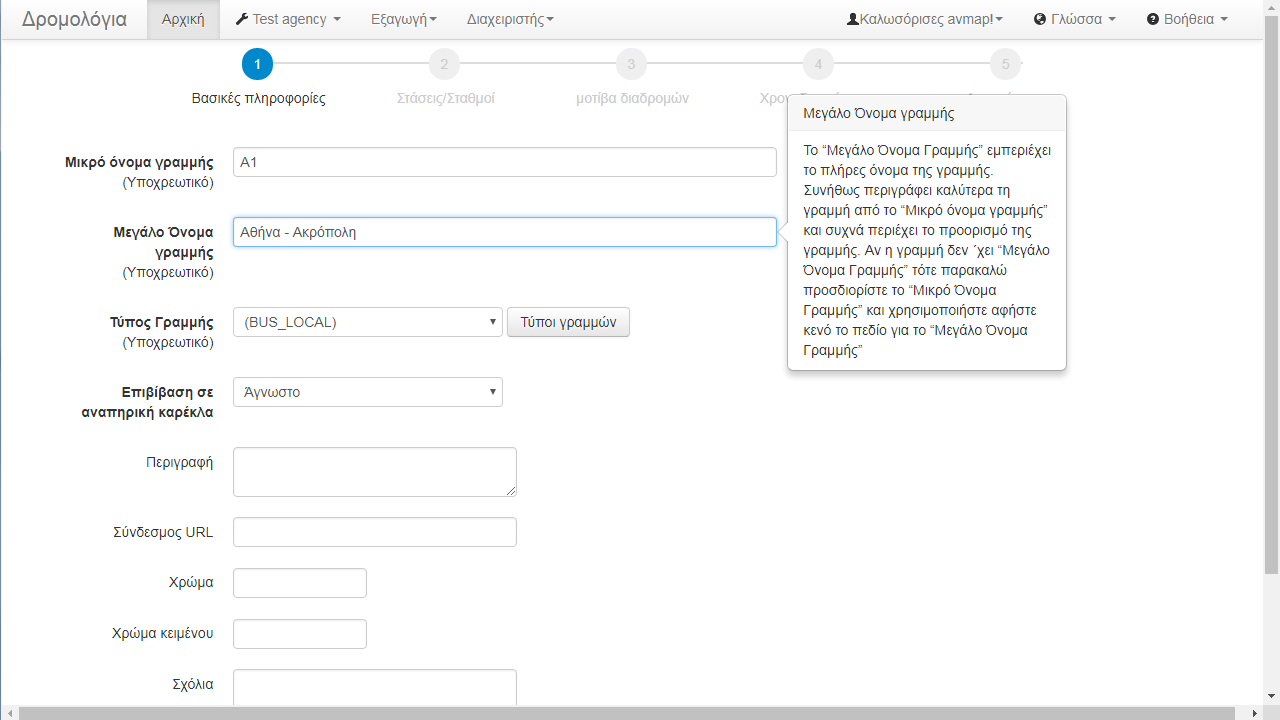 Δρομολόγια Αρχική Test agency Εξαγωγή Διαχειριστής Καλωσόρισες avmap! Γλώσσα Βοήθεια
1 2 3 4 5
Βασικές πληροφορίες Στάσεις/Σταθμοί μοτίβα διαδρομών
Μεγάλο Όνομα γραμμής
Το “Μεγάλο Όνομα Γραμμής” εμπεριέχει
το πλήρες όνομα της γραμμής.
Συνήθως περιγράφει καλύτερα τη
γραμμή από το “Μικρό όνομα γραμμής”
και συχνά περιέχει το προορισμό της
γραμμής. Αν η γραμμή δεν ΄χει “Μεγάλο
Όνομα Γραμμής” τότε παρακαλώ
προσδιορίστε το “Μικρό Όνομα
Γραμμής” και χρησιμοποιήστε αφήστε
κενό το πεδίο για το “Μεγάλο Όνομα
Γραμμής”
Μικρό όνομα γραμμής A1
(Υποχρεωτικό)
Μεγάλο Όνομα Αθήνα - Ακρόπολη
γραμμής
(Υποχρεωτικό)
Τύπος Γραμμής (BUS_LOCAL) Τύποι γραμμών
(Υποχρεωτικό)
Επιβίβαση σε Άγνωστο
αναπηρική καρέκλα
Περιγραφή
Σύνδεσμος URL
Χρώμα
Χρώμα κειμένου
Σχόλια